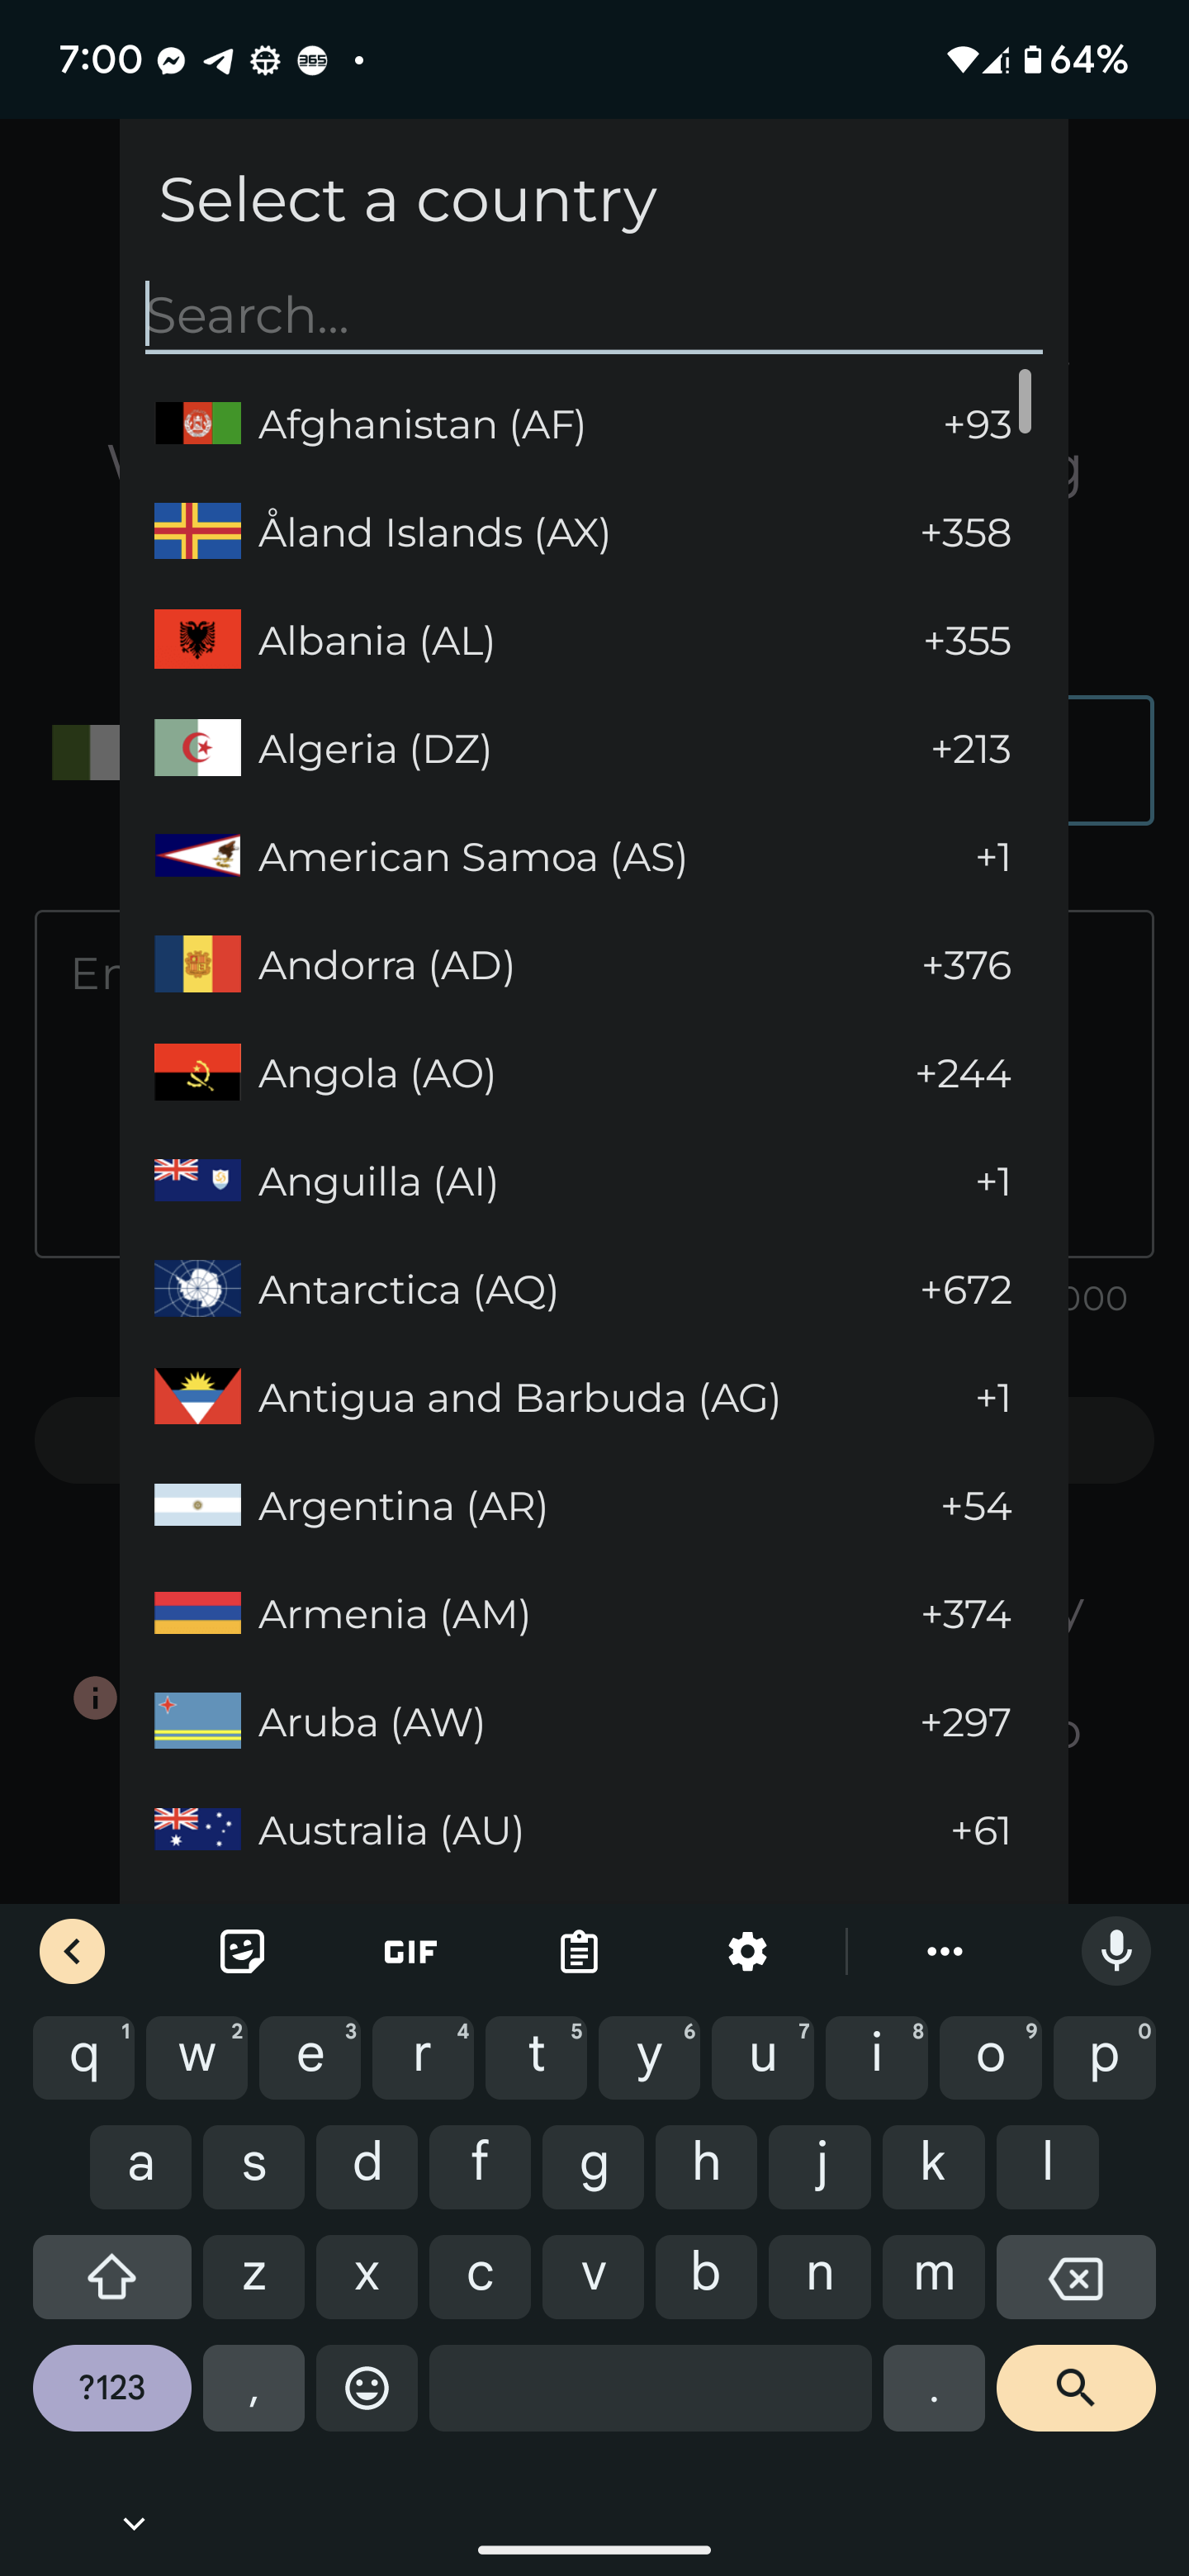 7:00
64%
Select a country
Search...
Afghanistan (AF) +93
Åland Islands (AX) +358
Albania (AL) +355
Algeria (DZ) +213
American Samoa (AS) +1
Andorra (AD) +376
Angola (AO) +244
Anguilla (AI) +1
Antarctica (AQ) +672
Antigua and Barbuda (AG) +1
Argentina (AR) +54
Armenia (AM) +374
Aruba (AW) +297
Australia (AU) +61
GIF
q 1 w 2 e 3 r 4 t 5 y 6 u 7 i 8 o 9 p 0
a s d f g h j k l
z x c v b n m
?123 , .